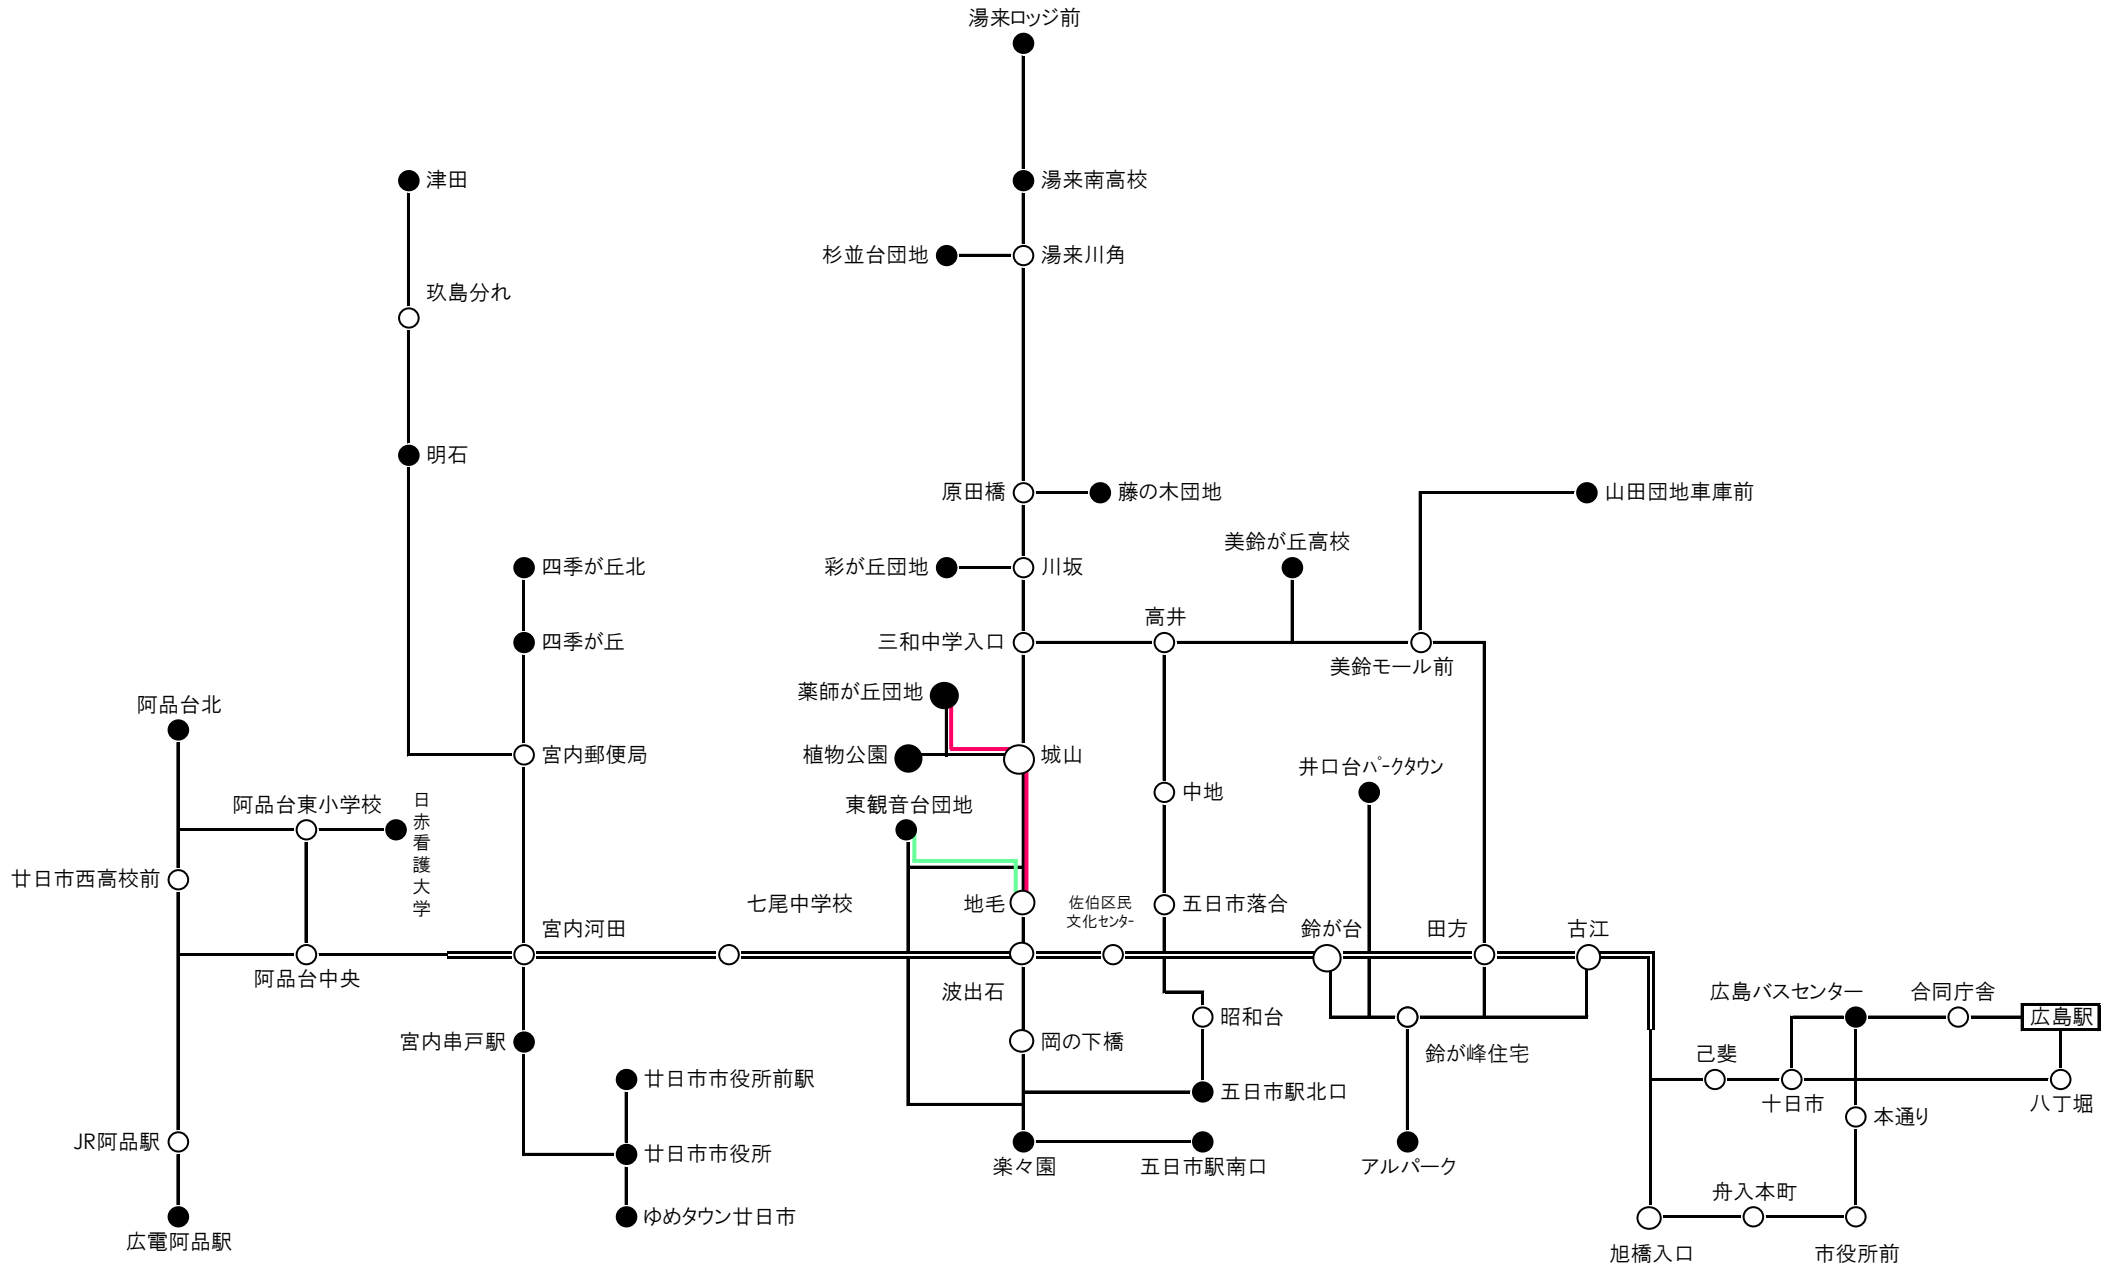 湯来ロッジ前
津田
湯来南高校
杉並台団地
湯来川角
玖島分れ
明石
原田橋
藤の木団地
山田団地車庫前
美鈴が丘高校
四季が丘北
彩が丘団地
川坂
高井
四季が丘
三和中学入口
美鈴モール前
薬師が丘団地
阿品台北
宮内郵便局
植物公園
城山
井口台ﾊﾟｰｸタウン
中地
阿品台東小学校
日赤看護大学
東観音台団地
廿日市西高校前
七尾中学校
地毛
佐伯区民
文化ｾﾝﾀｰ
五日市落合
宮内河田
鈴が台
田方
古江
阿品台中央
波出石
広島バスセンター
合同庁舎
広島駅
昭和台
宮内串戸駅
岡の下橋
鈴が峰住宅
己斐
廿日市市役所前駅
五日市駅北口
十日市
八丁堀
本通り
JR阿品駅
廿日市市役所
楽々園
五日市駅南口
アルパーク
舟入本町
ゆめタウン廿日市
広電阿品駅
旭橋入口
市役所前